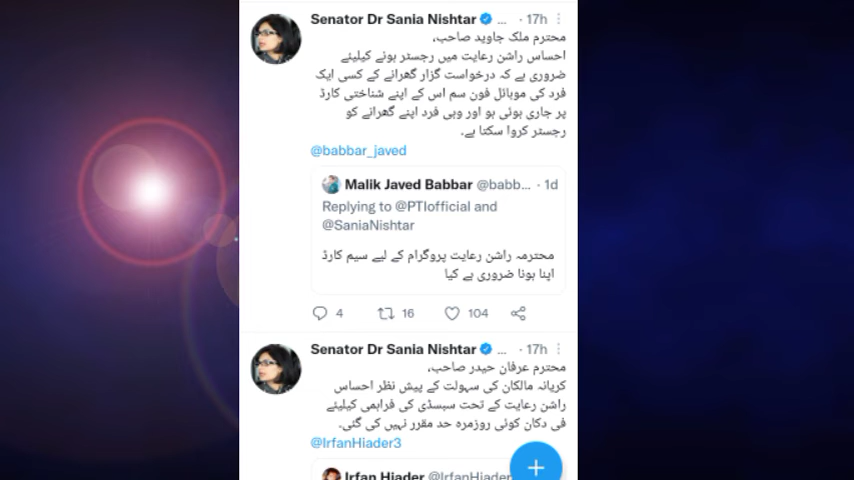 Senator Dr Sania Nishtar ... · 17h
محترم ملک جاوید صاحب،
احساس راشن رعایت میں رجسٹر ہونے کیلیئے
ضروری ہے کہ درخواست گزار گھرانے کے کسی ایک
فرد کی موبائل فون سم اس کے اپنے شناختی کارڈ
پر جاری ہوئی ہو اور وہی فرد اپنے گھرانے کو
رجسٹر کروا سکتا ہے۔
@babbar_javed
Malik Javed Babbar @babb... · 1d
Replying to @PTIofficial and
@SaniaNishtar
محترمہ راشن رعایت پروگرام کے لیے سیم کارڈ
اپنا ہونا ضروری ہے کیا
4 16 104
Senator Dr Sania Nishtar ... · 17h
محترم عرفان حیدر صاحب،
کریانہ مالکان کی سہولت کے پیش نظر احساس
راشن رعایت کے تحت سبسڈی کی فراہمی کیلیئے
فی دکان کوئی روزمرہ حد مقرر نہیں کی گئی۔
@IrfanHiader3
Irfan Hiader @IrfanHiader